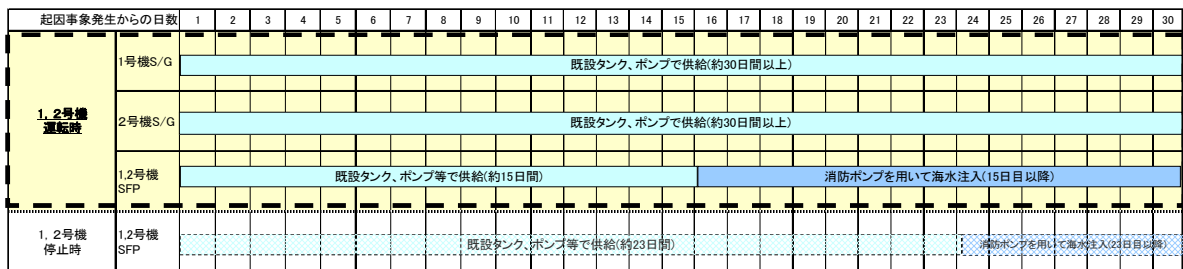 起因事象発生からの日数 1 2 3 4 5 6 7 8 9 10 11 12 13 14 15 16 17 18 19 20 21 22 23 24 25 26 27 28 29 30
1,2号機
運転時
1号機S/G
既設タンク、ポンプで供給(約30日間以上)
2号機S/G
既設タンク、ポンプで供給(約30日間以上)
1,2号機
SFP
既設タンク、ポンプ等で供給(約15日間)
消防ポンプを用いて海水注入(15日目以降)
1,2号機
停止時
1,2号機
SFP
既設タンク、ポンプ等で供給(約23日間)
消防ポンプを用いて海水注入(23日目以降)